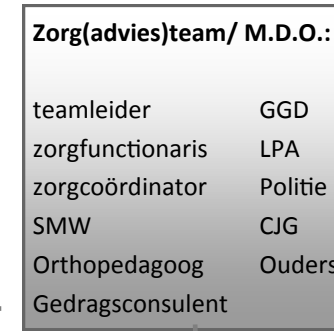 Zorg(advies)team/ M.D.O.:
teamleider GGD
zorgfunctionaris LPA
zorgcoördinator Politie
SMW CJG
Orthopedagoog Ouders
Gedragsconsulent